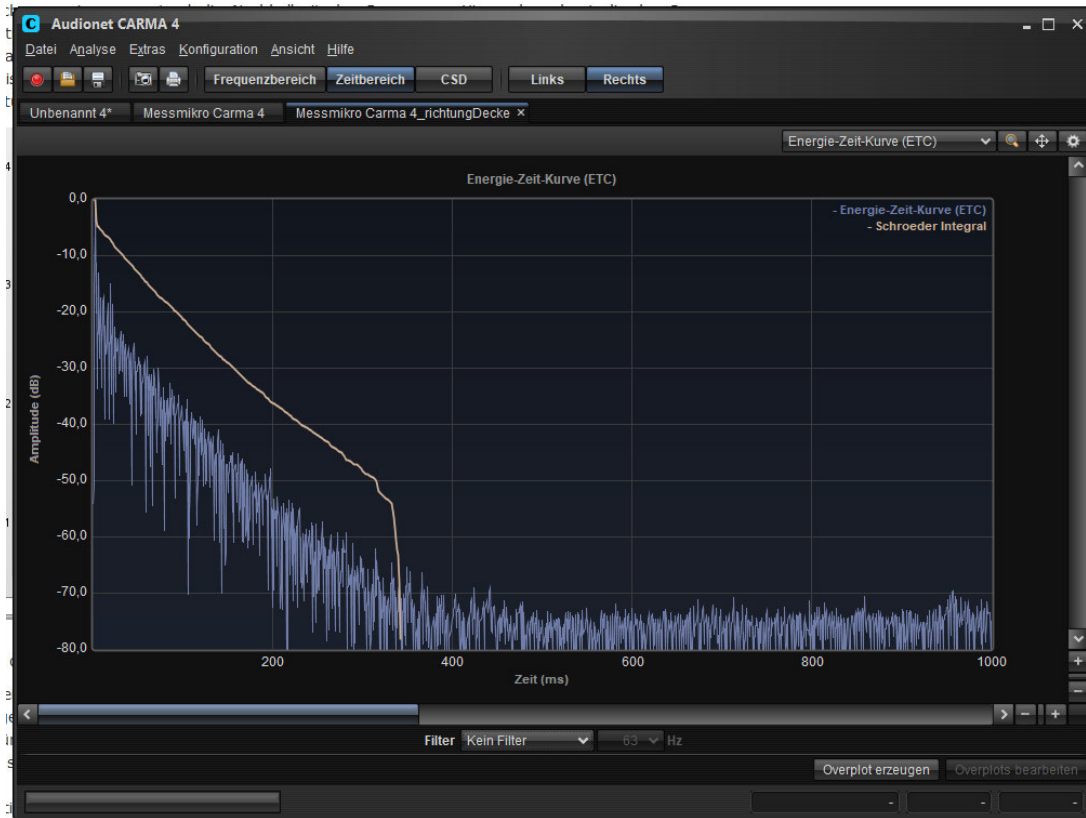 Audionet CARMA 4
Datei Analyse Extras Konfiguration Ansicht Hilfe
Frequenzbereich Zeitbereich CSD Links Rechts
Unbenannt 4* Messmikro Carma 4 Messmikro Carma 4_richtungDecke ×
Energie-Zeit-Kurve (ETC)
Energie-Zeit-Kurve (ETC)
- Energie-Zeit-Kurve (ETC)
- Schroeder Integral
Amplitude (dB)
0,0
-10,0
-20,0
-30,0
-40,0
-50,0
-60,0
-70,0
-80,0
200 400 600 800 1000
Zeit (ms)
Filter Kein Filter 63 Hz
Overplot erzeugen Overplots bearbeiten
- - -